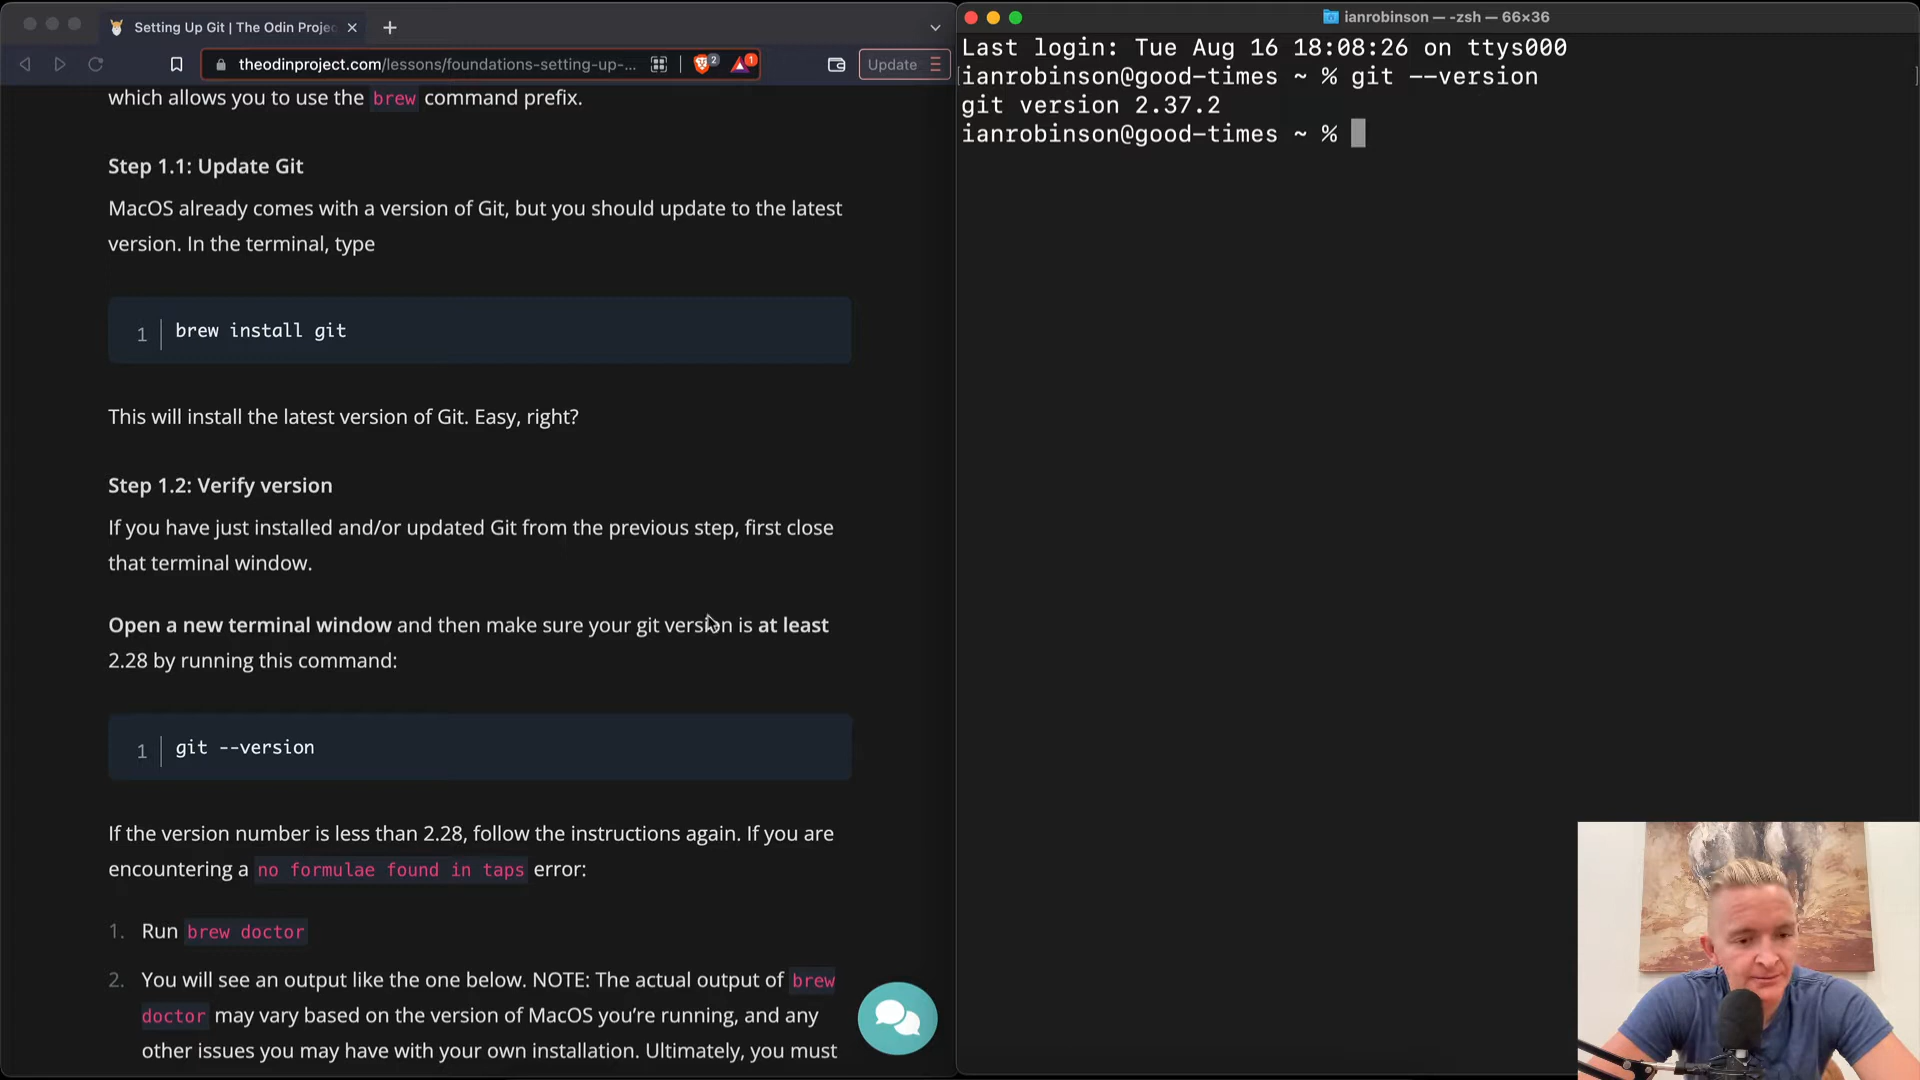 Setting Up Git | The Odin Projec
theodinproject.com/lessons/foundations-setting-up-...
2
1
Update
which allows you to use the brew command prefix.
Step 1.1: Update Git
MacOS already comes with a version of Git, but you should update to the latest
version. In the terminal, type
1 brew install git
This will install the latest version of Git. Easy, right?
Step 1.2: Verify version
If you have just installed and/or updated Git from the previous step, first close
that terminal window.
Open a new terminal window and then make sure your git version is at least
2.28 by running this command:
1 git --version
If the version number is less than 2.28, follow the instructions again. If you are
encountering a no formulae found in taps error:
1. Run brew doctor
2. You will see an output like the one below. NOTE: The actual output of brew
doctor may vary based on the version of MacOS you’re running, and any
other issues you may have with your own installation. Ultimately, you must
ianrobinson — -zsh — 66×36
Last login: Tue Aug 16 18:08:26 on ttys000
[ianrobinson@good-times ~ % git --version ]
git version 2.37.2
ianrobinson@good-times ~ %